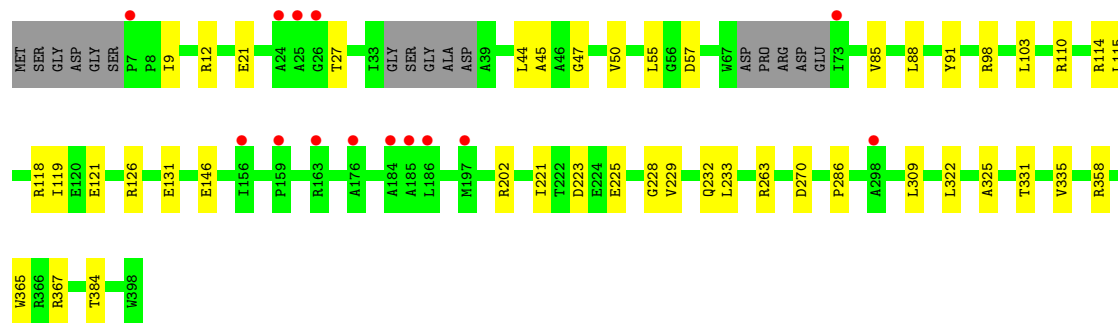 MET SER GLY ASP GLY SER P7 P8 I9 R12 E21 A24 A25 G26 T27 I33 GLY SER GLY ALA ASP A39 L44 A45 A46 G47 V50 L55 G56 D57 W67 ASP PRO ARG ASP GLU I73 V85 L88 Y91 R98 L103 R110 R114 L115
R118 I119 E120 E121 R126 E131 E146 I156 P159 R163 A176 A184 A185 L186 M197 R202 I221 T222 D223 E224 E225 G228 V229 Q232 L233 R263 D270 P286 A298 L309 L322 A325 T331 V335 R358
W365 R366 R367 T384 W398